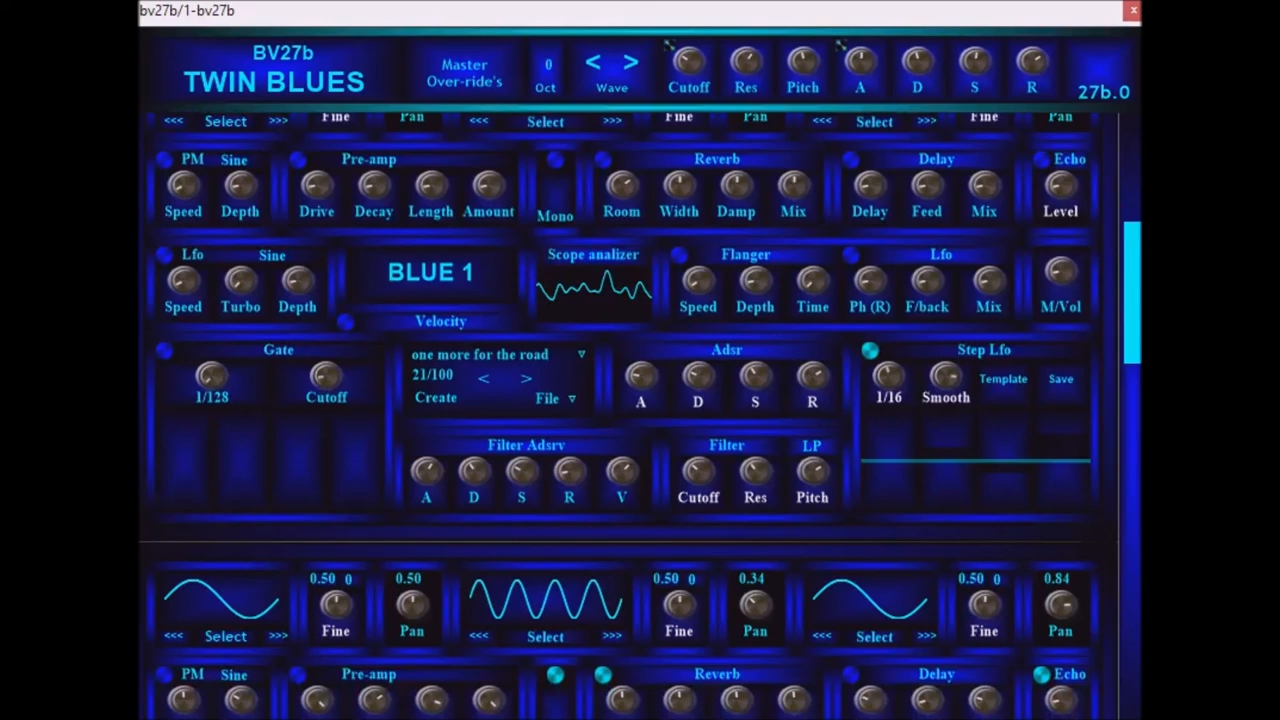 bv27b/1-bv27b
x
BV27b
TWIN BLUES
Master
Over-ride's
0
Oct
< >
Wave
Cutoff Res Pitch A D S R
27b.0
<<< Select >>> Fine Pan <<< Select >>> Fine Pan <<< Select >>> Fine Pan
PM Sine Pre-amp Reverb Delay Echo
Speed Depth Drive Decay Length Amount Mono Room Width Damp Mix Delay Feed Mix Level
Lfo Sine Scope analizer Flanger Lfo
BLUE 1
Speed Turbo Depth Speed Depth Time Ph (R) F/back Mix M/Vol
Velocity
Gate Adsr Step Lfo
one more for the road
21/100 < >
Create File
1/128 Cutoff A D S R 1/16 Smooth Template Save
Filter Adsrv Filter LP
A D S R V Cutoff Res Pitch
0.50 0 0.50 0.50 0 0.34 0.50 0 0.84
Fine Pan Fine Pan Fine Pan
<<< Select >>> <<< Select >>> <<< Select >>>
PM Sine Pre-amp Reverb Delay Echo